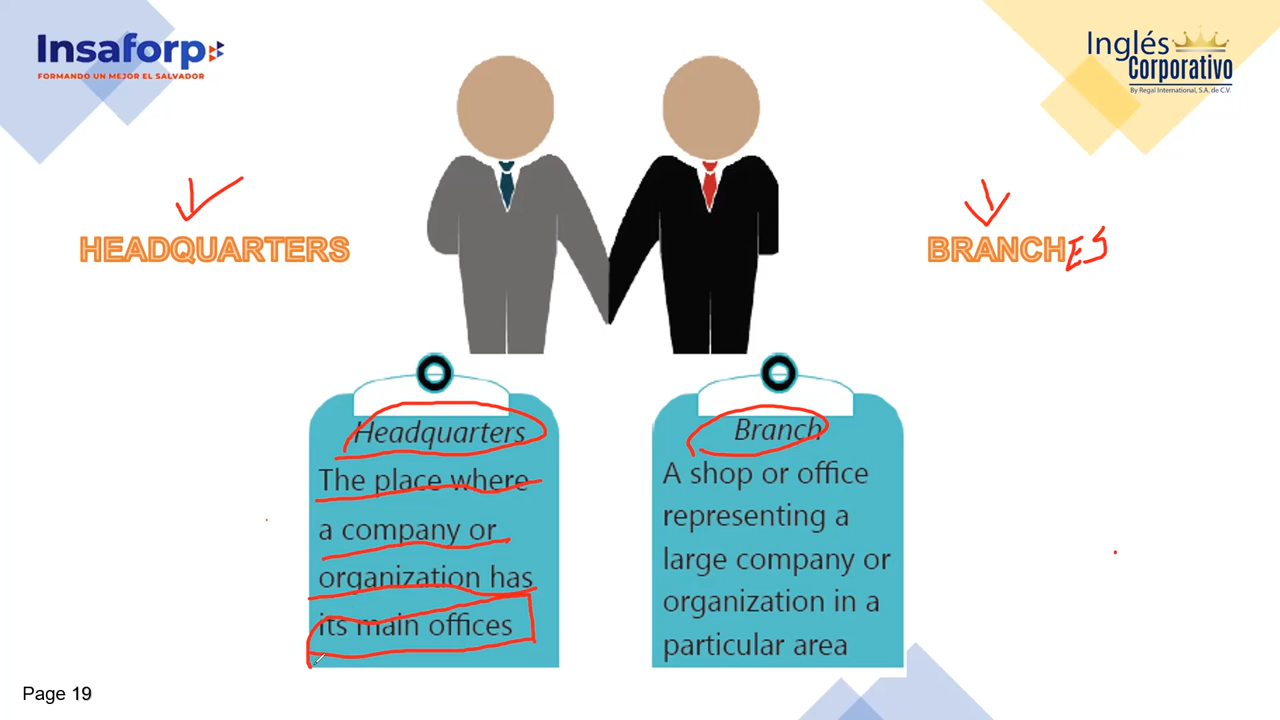 Insaforp
FORMANDO UN MEJOR EL SALVADOR
Inglés
Corporativo
By Regal International, S.A. de C.V.
HEADQUARTERS
BRANCHES
Headquarters
The place where
a company or
organization has
its main offices
Branch
A shop or office
representing a
large company or
organization in a
particular area
Page 19